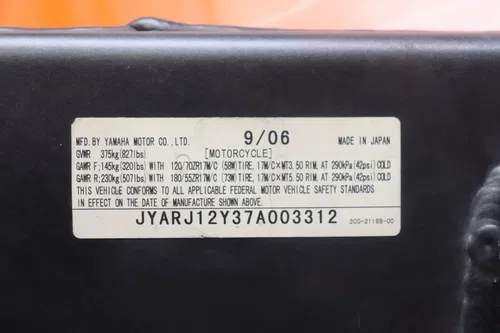 MFD.BY YAMAHA MOTOR CO.,LTD. 9/06 MADE IN JAPAN
GVWR 375kg(827lbs) [MOTORCYCLE]
GAWR F:145kg(320lbs)WITH 120/70ZR17M/C (58W)TIRE, 17M/C×MT3.50 RIM, AT 290kPa(42psi)COLD
GAWR R:230kg(507lbs)WITH 180/55ZR17M/C (73W)TIRE, 17M/C×MT5.50 RIM, AT 290kPa(42psi)COLD
THIS VEHICLE CONFORMS TO ALL APPLICABLE FEDERAL MOTOR VEHICLE SAFETY STANDARDS
IN EFFECT ON THE DATE OF MANUFACTURE SHOWN ABOVE.
JYARJ12Y37A003312 2C0-2119B-00